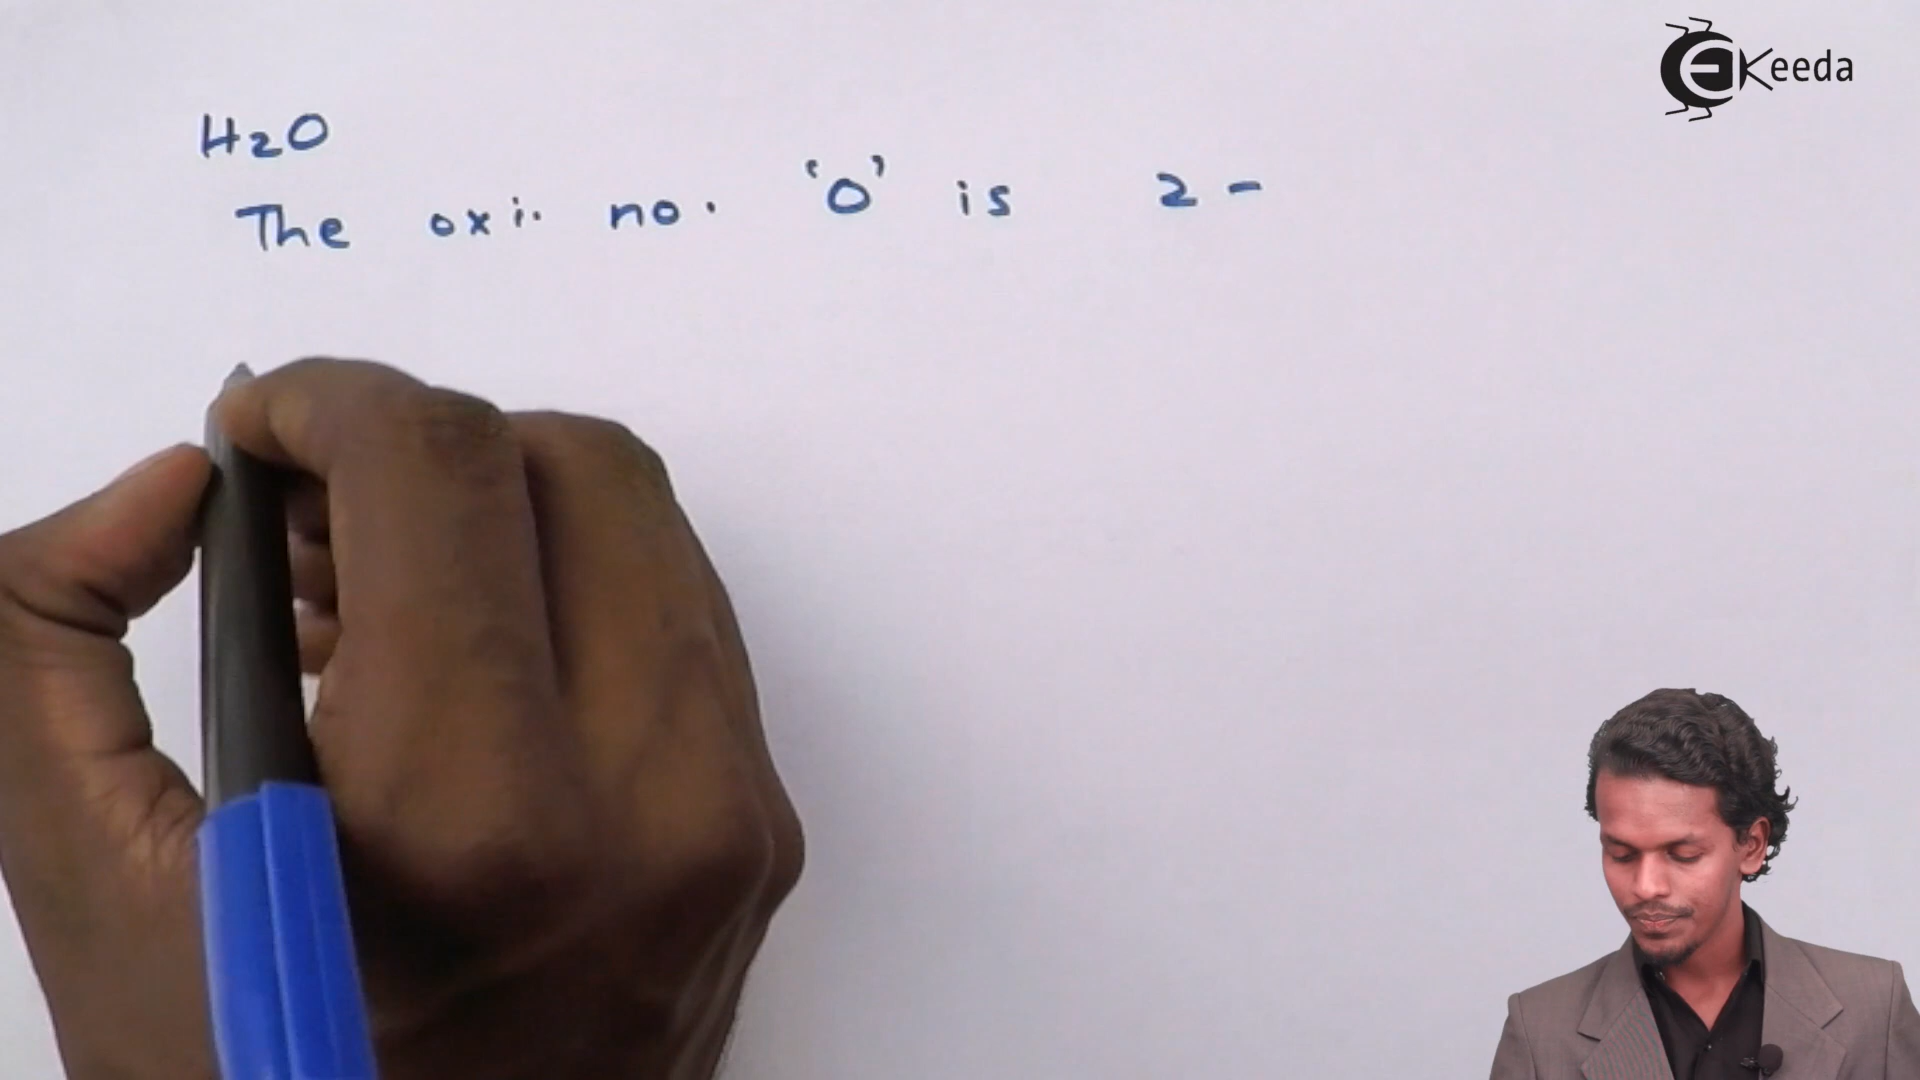 EKeeda
H2O
The oxi. no. 'O' is 2-